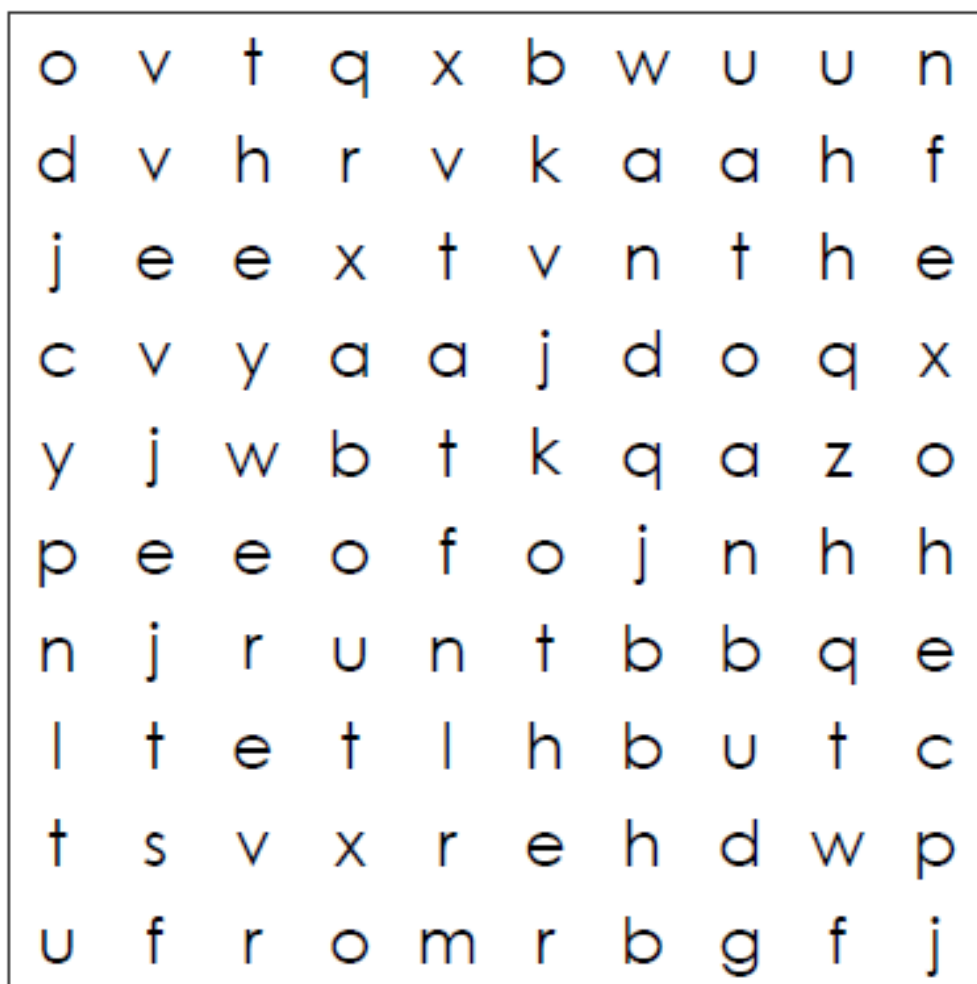 o v t q x b w u u n
d v h r v k a a h f
j e e x t v n t h e
c v y a a j d o q x
y j w b t k q a z o
p e e o f o j n h h
n j r u n t b b q e
l t e t l h b u t c
t s v x r e h d w p
u f r o m r b g f j